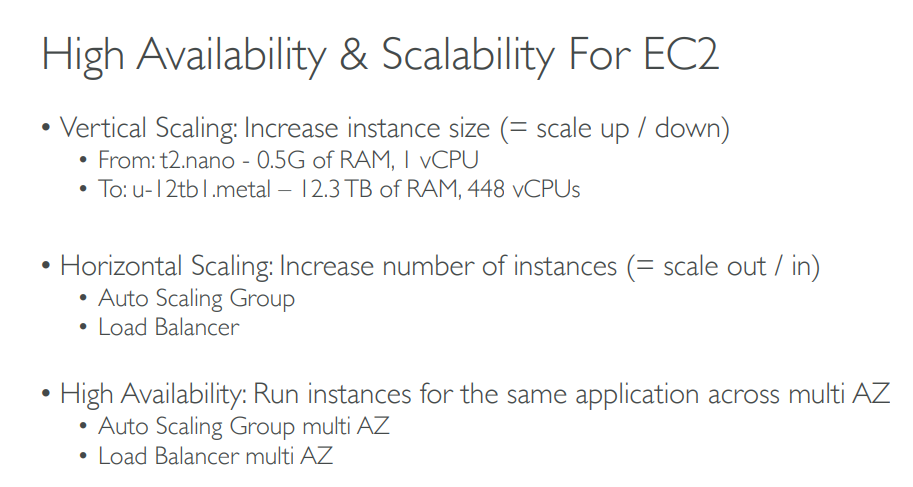 High Availability & Scalability For EC2
• Vertical Scaling: Increase instance size (= scale up / down)
• From: t2.nano - 0.5G of RAM, 1 vCPU
• To: u-12tb1.metal – 12.3 TB of RAM, 448 vCPUs
• Horizontal Scaling: Increase number of instances (= scale out / in)
• Auto Scaling Group
• Load Balancer
• High Availability: Run instances for the same application across multi AZ
• Auto Scaling Group multi AZ
• Load Balancer multi AZ